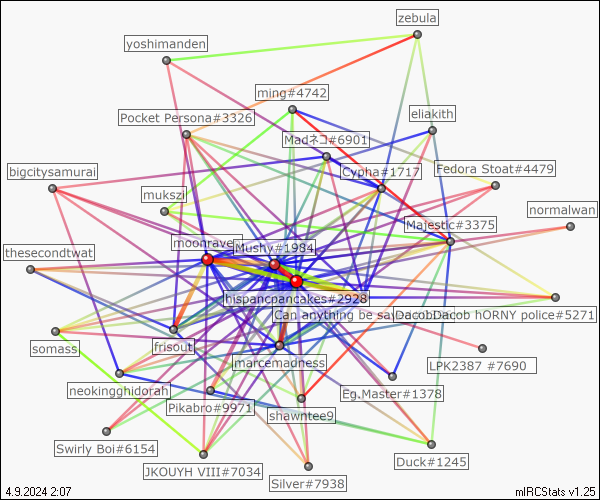 zebula
yoshimanden
ming#4742
Pocket Persona#3326
eliakith
Madネコ#6901
Cypha#1717
Fedora Stoat#4479
bigcitysamurai
mukszi
normalwan
Majestic#3375
moonrave
Mushy#1984
thesecondtwat
hispancpancakes#2928
Can anything be sa
Dacob hORNY police#5271
somass
frisout
marcemadness
LPK2387 #7690
neokingghidorah
Eg.Master#1378
Pikabro#9971
shawntee9
Swirly Boi#6154
JKOUYH VIII#7034
Duck#1245
Silver#7938
4.9.2024 2:07
mIRCStats v1.25